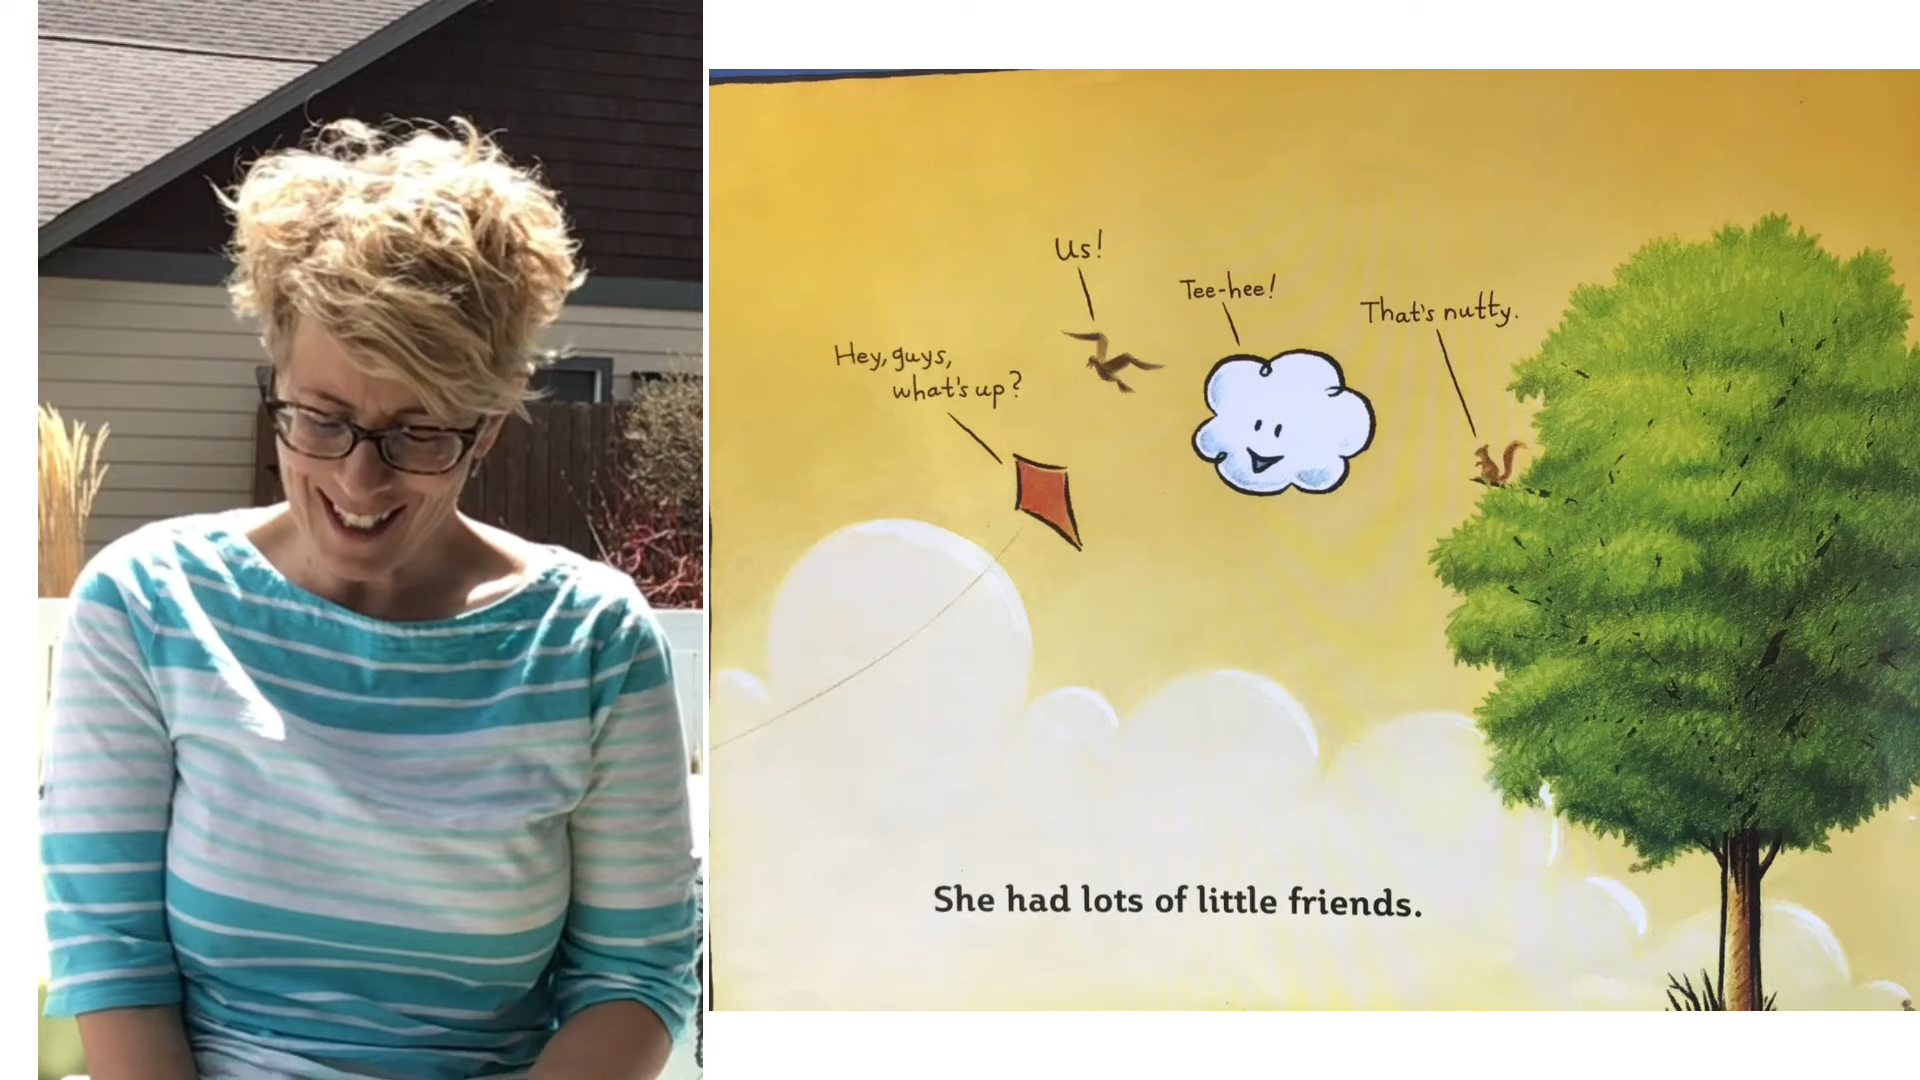 Us!
Tee-hee!
That's nutty.
Hey, guys,
what's up?
She had lots of little friends.